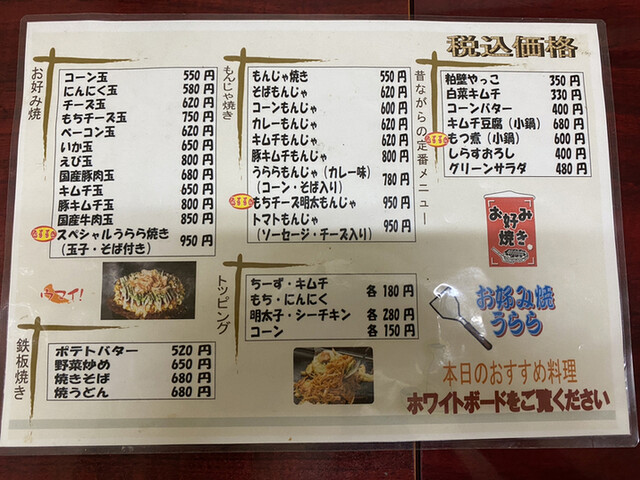 税込価格
お好み焼
コーン玉 550円
にんにく玉 580円
チーズ玉 620円
もちチーズ玉 750円
ベーコン玉 620円
いか玉 650円
えび玉 800円
国産豚肉玉 680円
キムチ玉 650円
豚キムチ玉 800円
国産牛肉玉 850円
おすすめ スペシャルうらら焼き
(玉子・そば付き) 950円
ウマイ!
鉄板焼き
ポテトバター 520円
野菜炒め 650円
焼きそば 680円
焼うどん 680円
もんじゃ焼き
もんじゃ焼き 550円
そばもんじゃ 620円
コーンもんじゃ 600円
カレーもんじゃ 620円
キムチもんじゃ 620円
豚キムチもんじゃ 800円
うららもんじゃ(カレー味)
(コーン・そば入り) 780円
おすすめ もちチーズ明太もんじゃ 950円
トマトもんじゃ
(ソーセージ・チーズ入り) 950円
トッピング
ちーず・キムチ
もち・にんにく 各180円
明太子・シーチキン 各280円
コーン 各150円
昔ながらの定番メニュー
粕壁やっこ 350円
白菜キムチ 330円
コーンバター 400円
キムチ豆腐(小鍋) 680円
おすすめ もつ煮(小鍋) 600円
しらすおろし 400円
グリーンサラダ 480円
お好み
焼き
お好み焼
うらら
本日のおすすめ料理
ホワイトボードをご覧ください